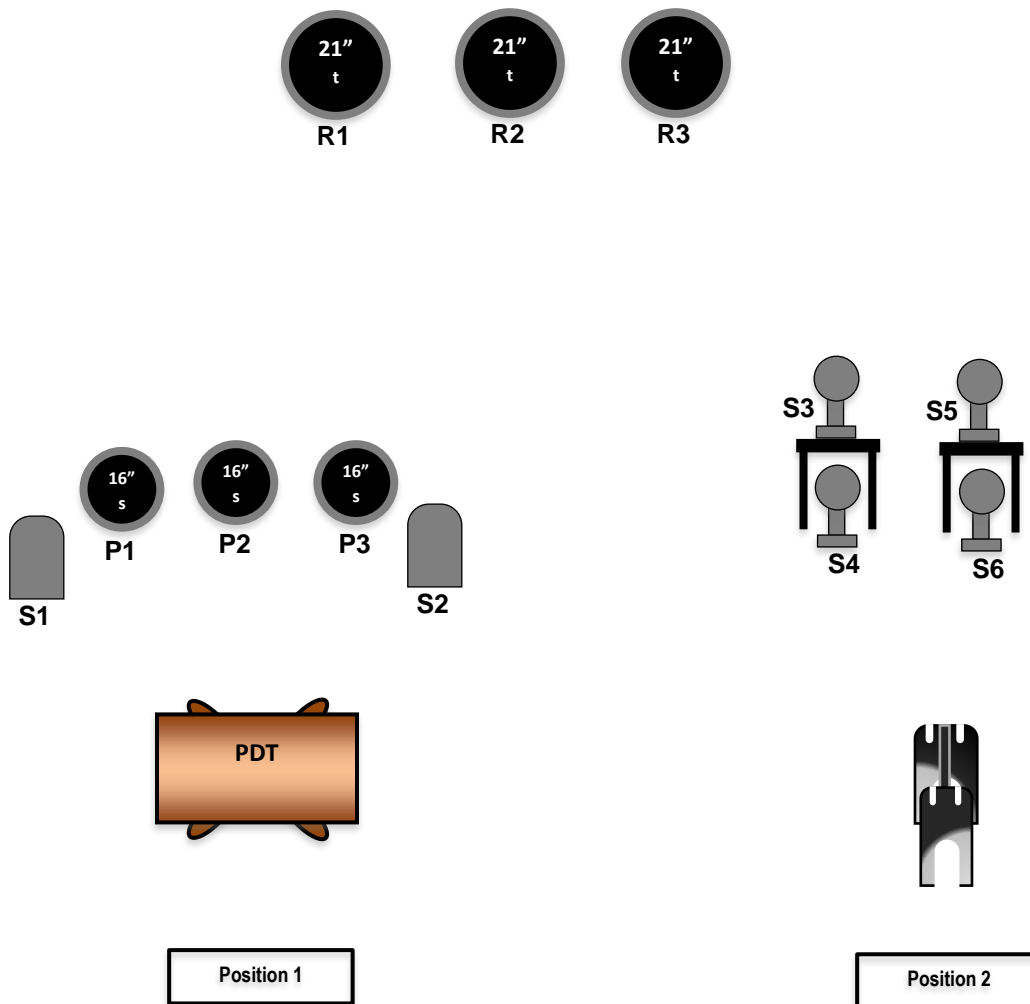 21”
t
R1
21”
t
R2
21”
t
R3
S3
S5
16”
s
P1
16”
s
P2
16”
s
P3
S4
S6
S1
S2
PDT
Position 1
Position 2